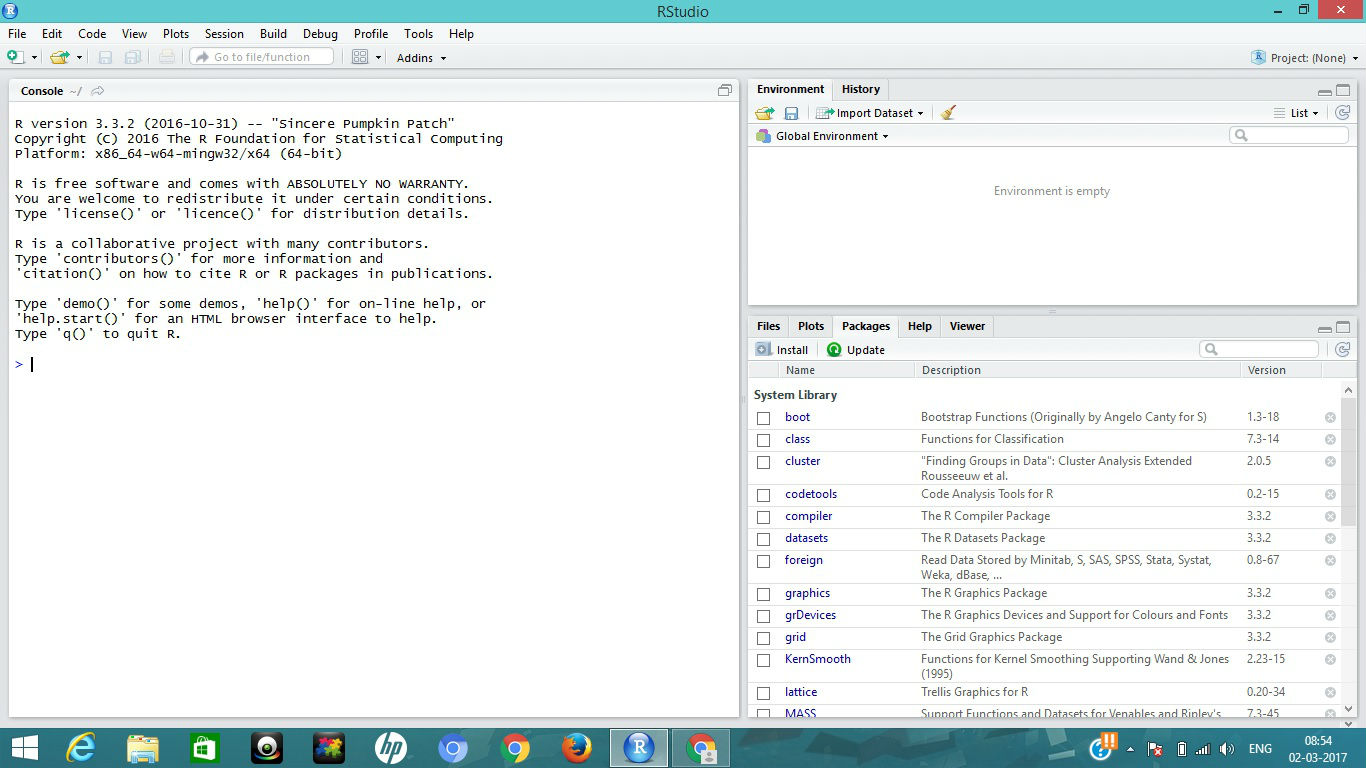 RStudio
File Edit Code View Plots Session Build Debug Profile Tools Help
Go to file/function Addins Project: (None)
Console ~/
R version 3.3.2 (2016-10-31) -- "Sincere Pumpkin Patch"
Copyright (C) 2016 The R Foundation for Statistical Computing
Platform: x86_64-w64-mingw32/x64 (64-bit)
R is free software and comes with ABSOLUTELY NO WARRANTY.
You are welcome to redistribute it under certain conditions.
Type 'license()' or 'licence()' for distribution details.
R is a collaborative project with many contributors.
Type 'contributors()' for more information and
'citation()' on how to cite R or R packages in publications.
Type 'demo()' for some demos, 'help()' for on-line help, or
'help.start()' for an HTML browser interface to help.
Type 'q()' to quit R.
>
Environment History
Import Dataset List
Global Environment
Environment is empty
Files Plots Packages Help Viewer
Install Update
Name Description Version
System Library
boot Bootstrap Functions (Originally by Angelo Canty for S) 1.3-18
class Functions for Classification 7.3-14
cluster "Finding Groups in Data": Cluster Analysis Extended 2.0.5
Rousseeuw et al.
codetools Code Analysis Tools for R 0.2-15
compiler The R Compiler Package 3.3.2
datasets The R Datasets Package 3.3.2
foreign Read Data Stored by Minitab, S, SAS, SPSS, Stata, Systat, 0.8-67
Weka, dBase, ...
graphics The R Graphics Package 3.3.2
grDevices The R Graphics Devices and Support for Colours and Fonts 3.3.2
grid The Grid Graphics Package 3.3.2
KernSmooth Functions for Kernel Smoothing Supporting Wand & Jones 2.23-15
(1995)
lattice Trellis Graphics for R 0.20-34
MASS Support Functions and Datasets for Venables and Ripley's 7.3-45
hp R ENG 08:54
02-03-2017